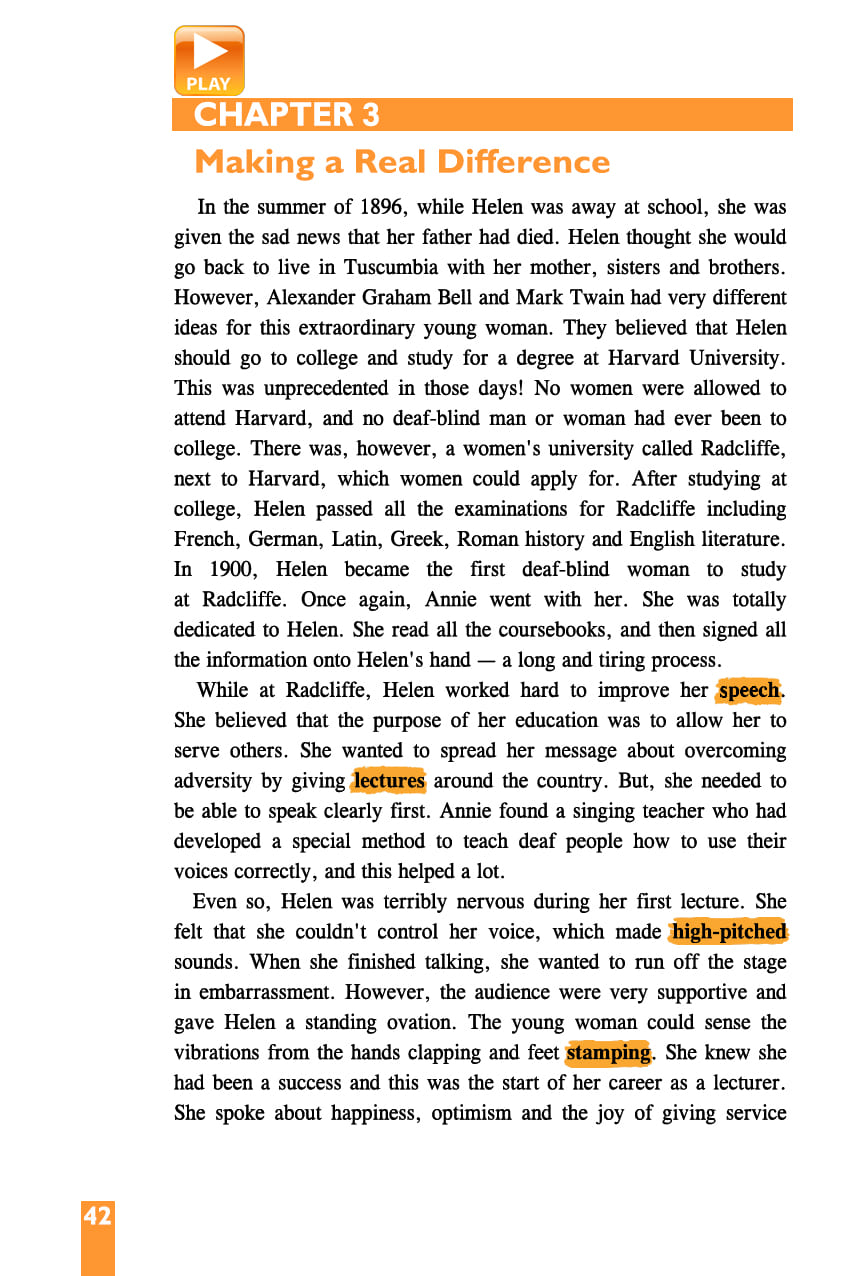 PLAY
CHAPTER 3
Making a Real Difference
In the summer of 1896, while Helen was away at school, she was
given the sad news that her father had died. Helen thought she would
go back to live in Tuscumbia with her mother, sisters and brothers.
However, Alexander Graham Bell and Mark Twain had very different
ideas for this extraordinary young woman. They believed that Helen
should go to college and study for a degree at Harvard University.
This was unprecedented in those days! No women were allowed to
attend Harvard, and no deaf-blind man or woman had ever been to
college. There was, however, a women's university called Radcliffe,
next to Harvard, which women could apply for. After studying at
college, Helen passed all the examinations for Radcliffe including
French, German, Latin, Greek, Roman history and English literature.
In 1900, Helen became the first deaf-blind woman to study
at Radcliffe. Once again, Annie went with her. She was totally
dedicated to Helen. She read all the coursebooks, and then signed all
the information onto Helen's hand — a long and tiring process.
While at Radcliffe, Helen worked hard to improve her speech.
She believed that the purpose of her education was to allow her to
serve others. She wanted to spread her message about overcoming
adversity by giving lectures around the country. But, she needed to
be able to speak clearly first. Annie found a singing teacher who had
developed a special method to teach deaf people how to use their
voices correctly, and this helped a lot.
Even so, Helen was terribly nervous during her first lecture. She
felt that she couldn't control her voice, which made high-pitched
sounds. When she finished talking, she wanted to run off the stage
in embarrassment. However, the audience were very supportive and
gave Helen a standing ovation. The young woman could sense the
vibrations from the hands clapping and feet stamping. She knew she
had been a success and this was the start of her career as a lecturer.
She spoke about happiness, optimism and the joy of giving service
42